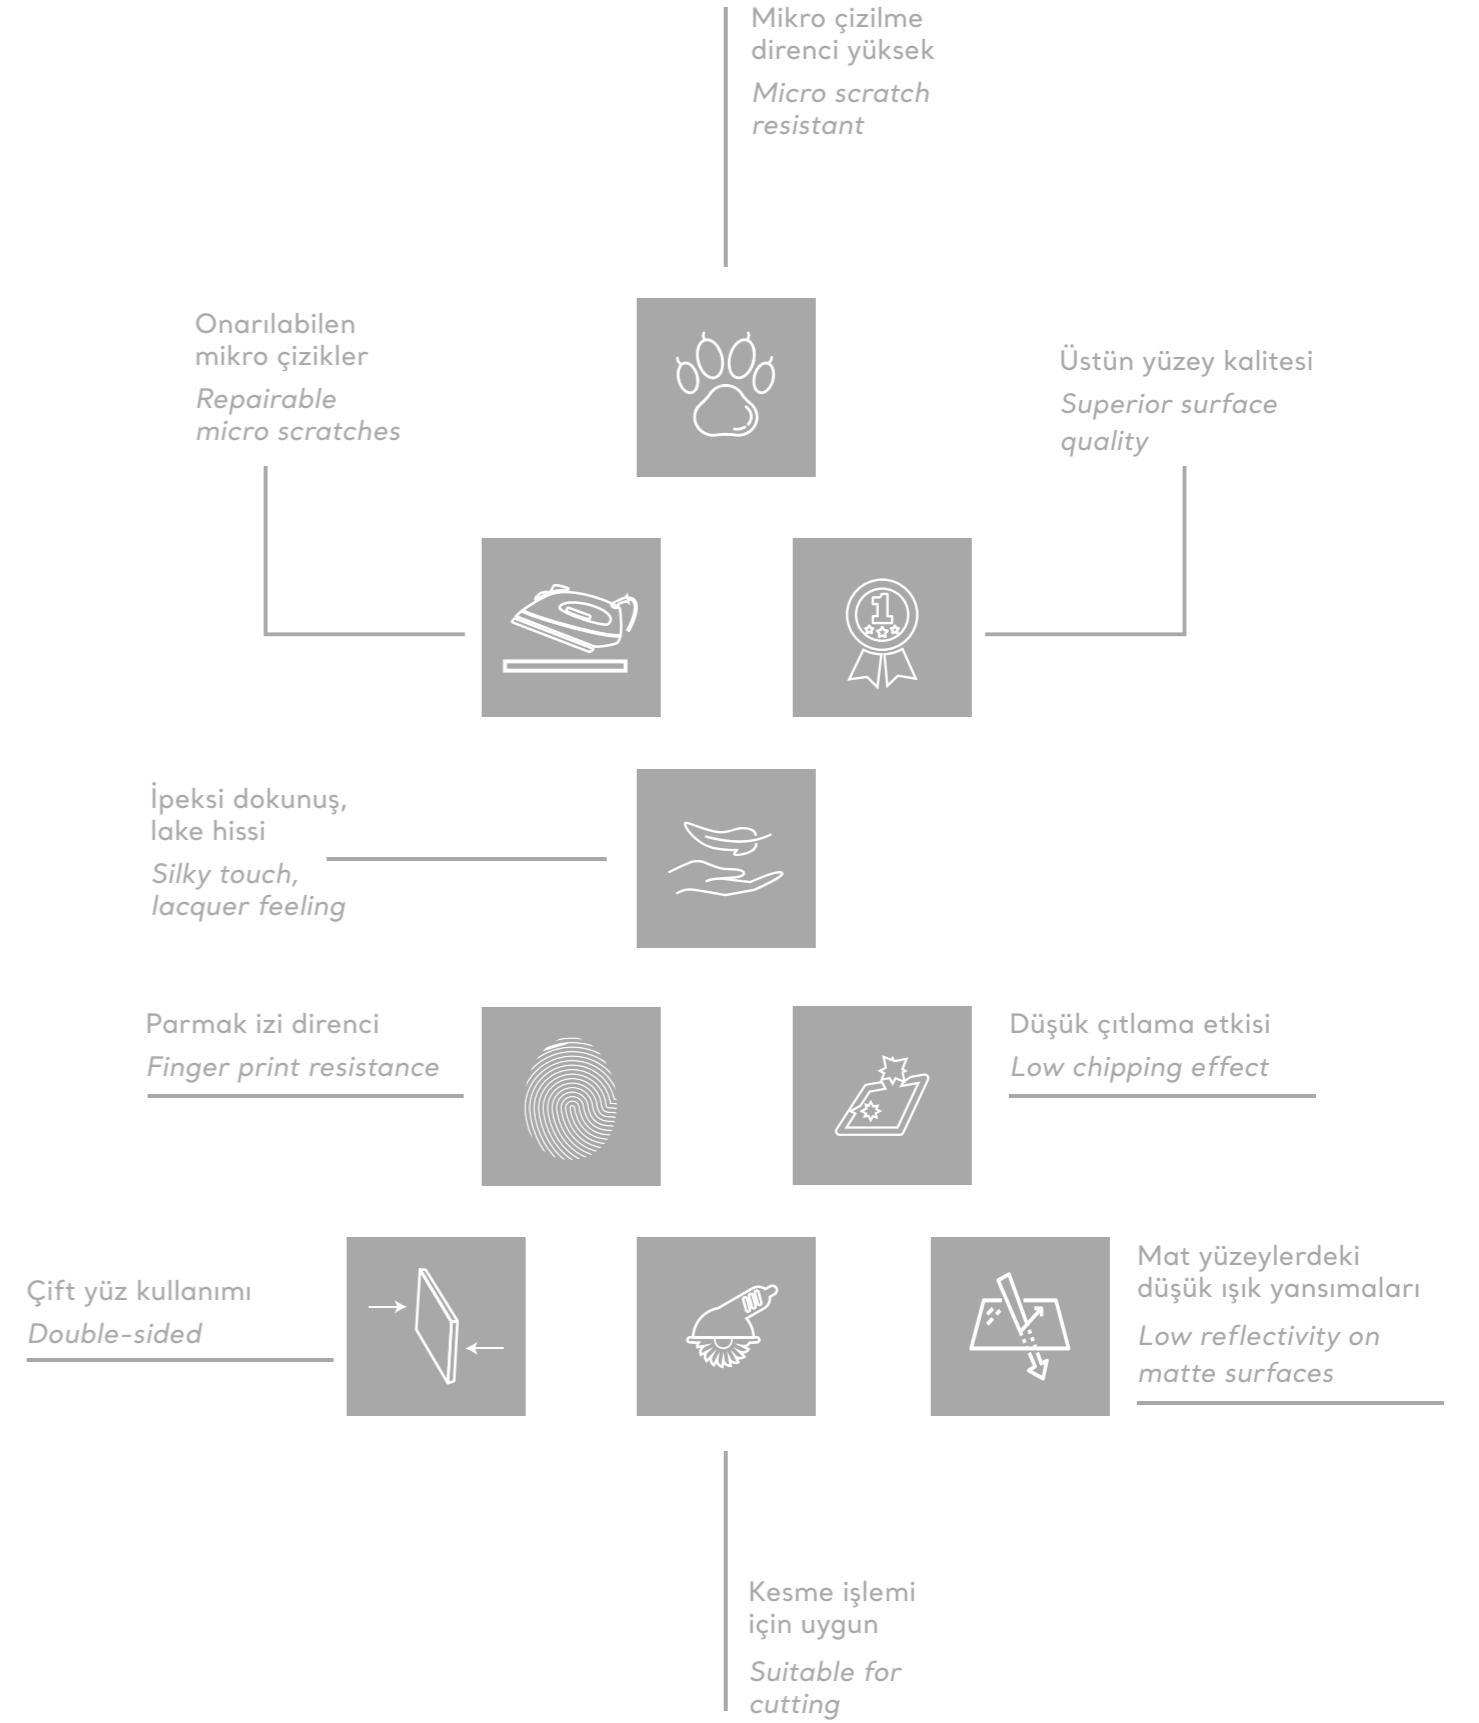 Mikro çizilme
direnci yüksek
Micro scratch
resistant
Onarılabilen
mikro çizikler
Repairable
micro scratches
Üstün yüzey kalitesi
Superior surface
quality
1
İpeksi dokunuş,
lake hissi
Silky touch,
lacquer feeling
Parmak izi direnci
Finger print resistance
Düşük çıtlama etkisi
Low chipping effect
Çift yüz kullanımı
Double-sided
Mat yüzeylerdeki
düşük ışık yansımaları
Low reflectivity on
matte surfaces
Kesme işlemi
için uygun
Suitable for
cutting